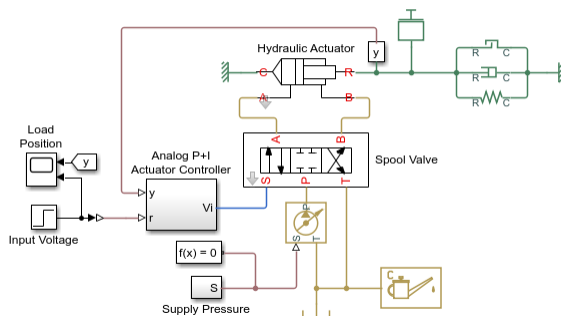 y
Hydraulic Actuator
C
R
A
B
R
C
R
C
R
C
Load
Position
y
Analog P+I
Actuator Controller
y
r
Vi
Input Voltage
A
B
S
P
T
Spool Valve
P
S
T
f(x) = 0
S
Supply Pressure
C